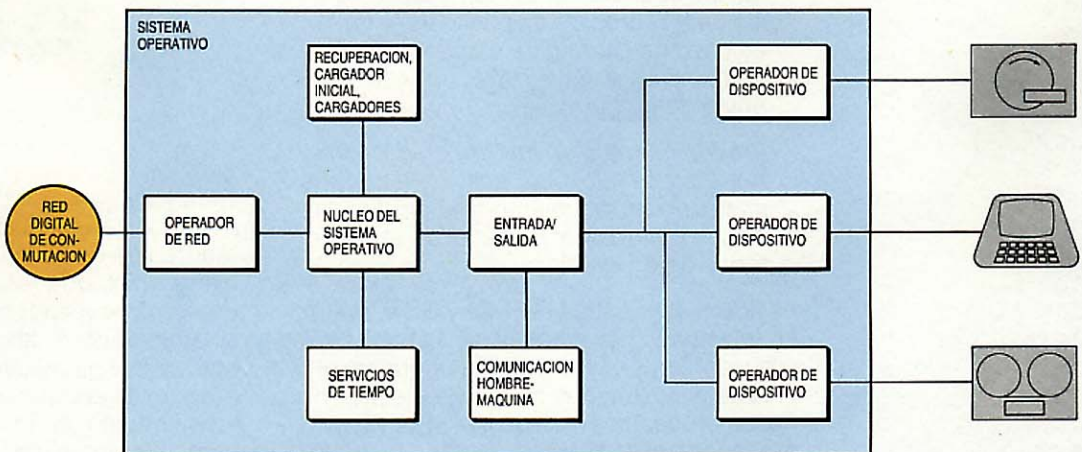 SISTEMA
OPERATIVO
RECUPERACION,
CARGADOR
INICIAL,
CARGADORES
OPERADOR DE
DISPOSITIVO
RED
DIGITAL
DE CON-
MUTACION
OPERADOR
DE RED
NUCLEO DEL
SISTEMA
OPERATIVO
ENTRADA/
SALIDA
OPERADOR DE
DISPOSITIVO
SERVICIOS
DE TIEMPO
COMUNICACION
HOMBRE-
MAQUINA
OPERADOR DE
DISPOSITIVO